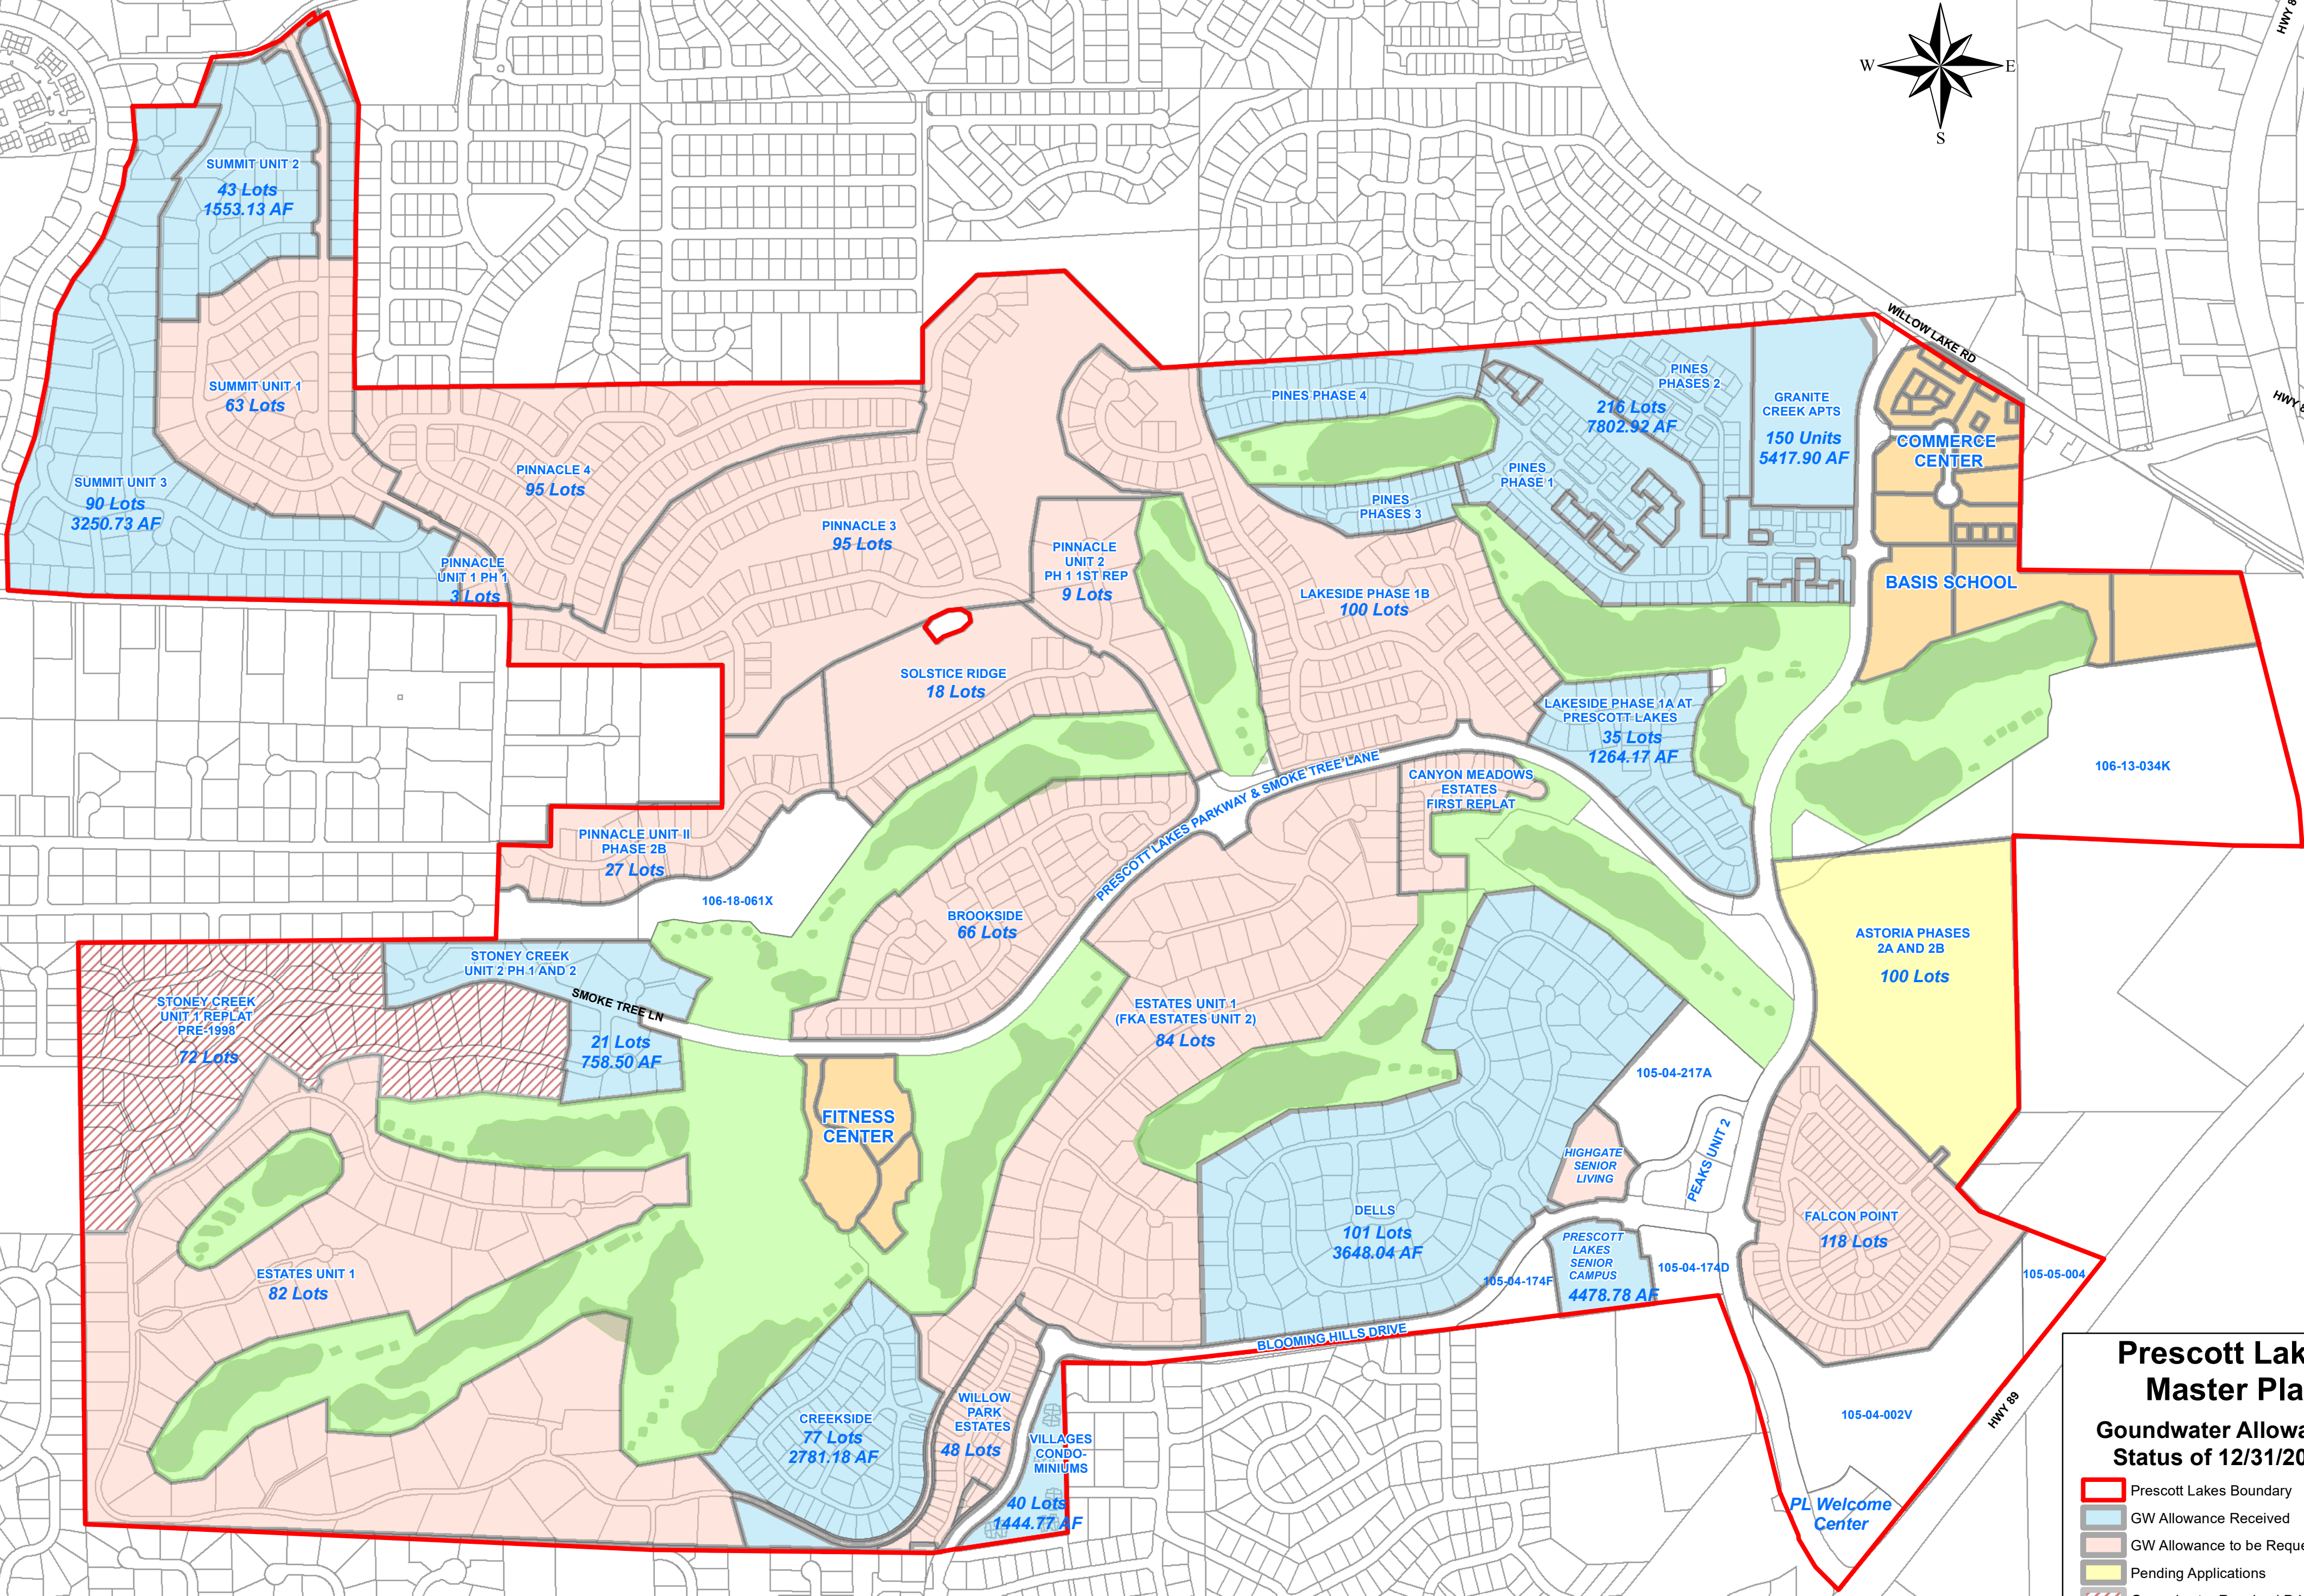 HWY 8
W
E
S
WILLOW LAKE RD
HWY 8
SUMMIT UNIT 2
43 Lots
1553.13 AF
SUMMIT UNIT 1
63 Lots
SUMMIT UNIT 3
90 Lots
3250.73 AF
PINNACLE
UNIT 1 PH 1
3 Lots
PINNACLE 4
95 Lots
PINNACLE 3
95 Lots
PINNACLE
UNIT 2
PH 1 1ST REP
9 Lots
SOLSTICE RIDGE
18 Lots
PINES PHASE 4
PINES
PHASES 3
PINES
PHASE 1
PINES
PHASES 2
216 Lots
7802.92 AF
GRANITE
CREEK APTS
150 Units
5417.90 AF
COMMERCE
CENTER
BASIS SCHOOL
LAKESIDE PHASE 1B
100 Lots
LAKESIDE PHASE 1A AT
PRESCOTT LAKES
35 Lots
1264.17 AF
106-13-034K
CANYON MEADOWS
ESTATES
FIRST REPLAT
PRESCOTT LAKES PARKWAY & SMOKE TREE LANE
PINNACLE UNIT II
PHASE 2B
27 Lots
106-18-061X
BROOKSIDE
66 Lots
ASTORIA PHASES
2A AND 2B
100 Lots
STONEY CREEK
UNIT 2 PH 1 AND 2
SMOKE TREE LN
21 Lots
758.50 AF
STONEY CREEK
UNIT 1 REPLAT
PRE-1998
72 Lots
ESTATES UNIT 1
(FKA ESTATES UNIT 2)
84 Lots
FITNESS
CENTER
105-04-217A
PEAKS UNIT 2
HIGHGATE
SENIOR
LIVING
DELLS
101 Lots
3648.04 AF
PRESCOTT
LAKES
SENIOR
CAMPUS
4478.78 AF
105-04-174F
105-04-174D
FALCON POINT
118 Lots
105-05-004
ESTATES UNIT 1
82 Lots
BLOOMING HILLS DRIVE
CREEKSIDE
77 Lots
2781.18 AF
WILLOW
PARK
ESTATES
48 Lots
VILLAGES
CONDO-
MINIUMS
40 Lots
1444.77 AF
105-04-002V
HWY 89
PL Welcome
Center
Prescott Lak
Master Pla
Goundwater Allowa
Status of 12/31/20
Prescott Lakes Boundary
GW Allowance Received
GW Allowance to be Reque
Pending Applications